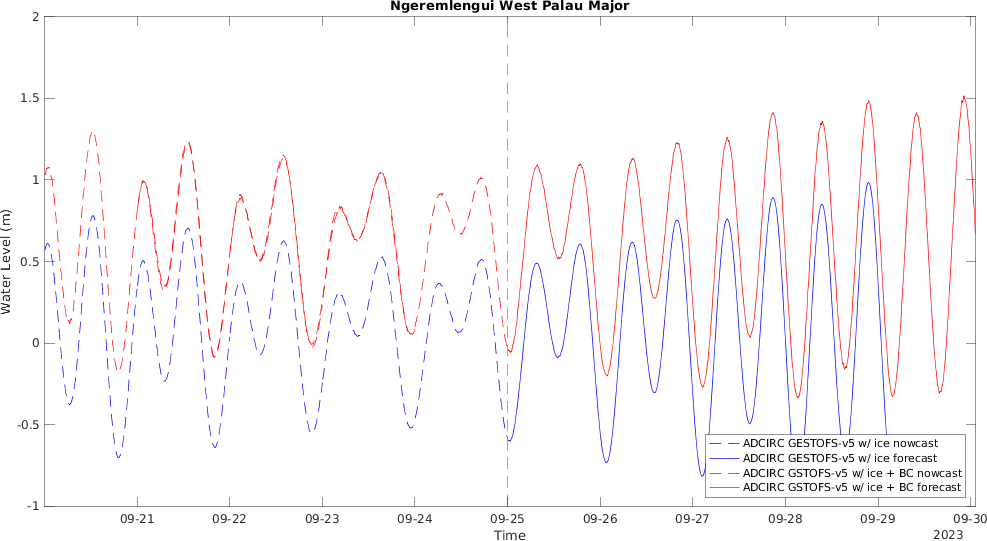 Ngeremlengui West Palau Major
2
1.5
1
0.5
0
-0.5
-1
Water Level (m)
ADCIRC GESTOFS-v5 w/ ice nowcast
ADCIRC GESTOFS-v5 w/ ice forecast
ADCIRC GSTOFS-v5 w/ ice + BC nowcast
ADCIRC GSTOFS-v5 w/ ice + BC forecast
09-21 09-22 09-23 09-24 09-25 09-26 09-27 09-28 09-29 09-30
Time
2023